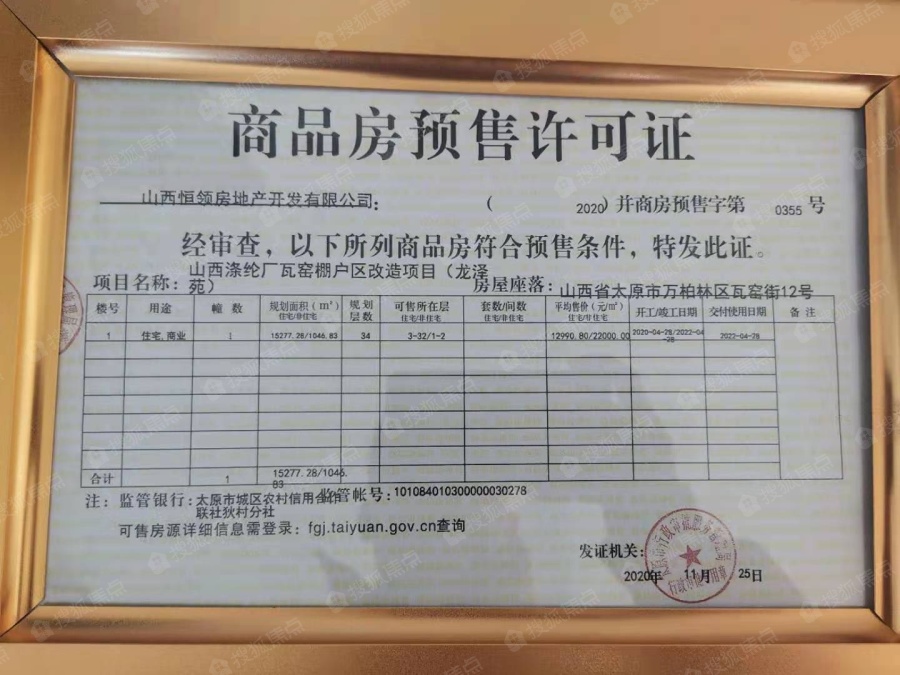 商品房预售许可证
山西恒领房地产开发有限公司： （ 2020）并商房预售字第 0355 号
经审查，以下所列商品房符合预售条件，特发此证。
项目名称：山西涤纶厂瓦窑棚户区改造项目（龙泽苑） 房屋座落：山西省太原市万柏林区瓦窑街12号
楼号 用途 幢数 规划面积（m²）住宅/非住宅 规划层数 可售所在层 住宅/非住宅 套数/间数 住宅/非住宅 平均售价（元/m²）住宅/非住宅 开工/竣工日期 交付使用日期 备注
1 住宅,商业 1 15277.28/1046.83 34 3-32/1-2 12990.80/22000.00 2020-04-28/2022-04-28 2022-04-28
合计 1 15277.28/1046.83
注：监管银行：太原市城区农村信用合作联社狄村分社 监管帐号：101084010300000030278
可售房源详细信息需登录：fgj.taiyuan.gov.cn查询
发证机关：
2020年 11月 25日
搜狐焦点